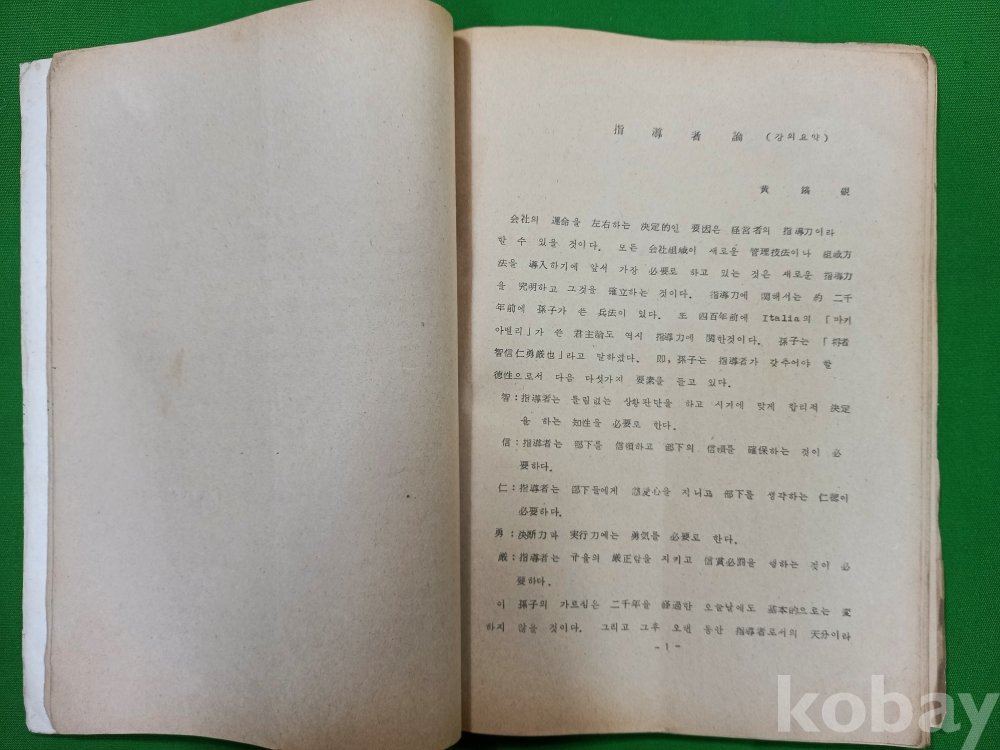 指導者論 (강의요약)
黄 鎬 観
会社의 運命을 左右하는 決定的인 要因은 経営者의 指導力이라
할 수 있을 것이다. 모든 会社組織이 새로운 管理技法이나 組織方
法을 導入하기에 앞서 가장 必要로 하고 있는 것은 새로운 指導力
을 究明하고 그것을 確立하는 것이다. 指導力에 関해서는 約 二千
年前에 孫子가 쓴 兵法이 있다. 또 四百年前에 Italia의 「마키
아벨리」가 쓴 君主論도 역시 指導力에 関한것이다. 孫子는 「将者
智信仁勇厳也」라고 말하였다. 即, 孫子는 指導者가 갖추어야 할
徳性으로서 다음 다섯가지 要素를 들고 있다.
智:指導者는 틀림없는 상황판단을 하고 시기에 맞게 합리적 決定
을 하는 知性을 必要로 한다.
信:指導者는 部下를 信頼하고 部下의 信頼를 確保하는 것이 必
要하다.
仁:指導者는 部下들에게 慈愛心을 지니고 部下를 생각하는 仁徳이
必要하다.
勇:決断力과 実行力에는 勇気를 必要로 한다.
厳:指導者는 규율의 厳正함을 지키고 信賞必罰을 행하는 것이 必
要하다.
이 孫子의 가르침은 二千年을 経過한 오늘날에도 基本的으로는 変
하지 않을 것이다. 그리고 그후 오랜 동안 指導者로서의 天分이라
-1-
kobay